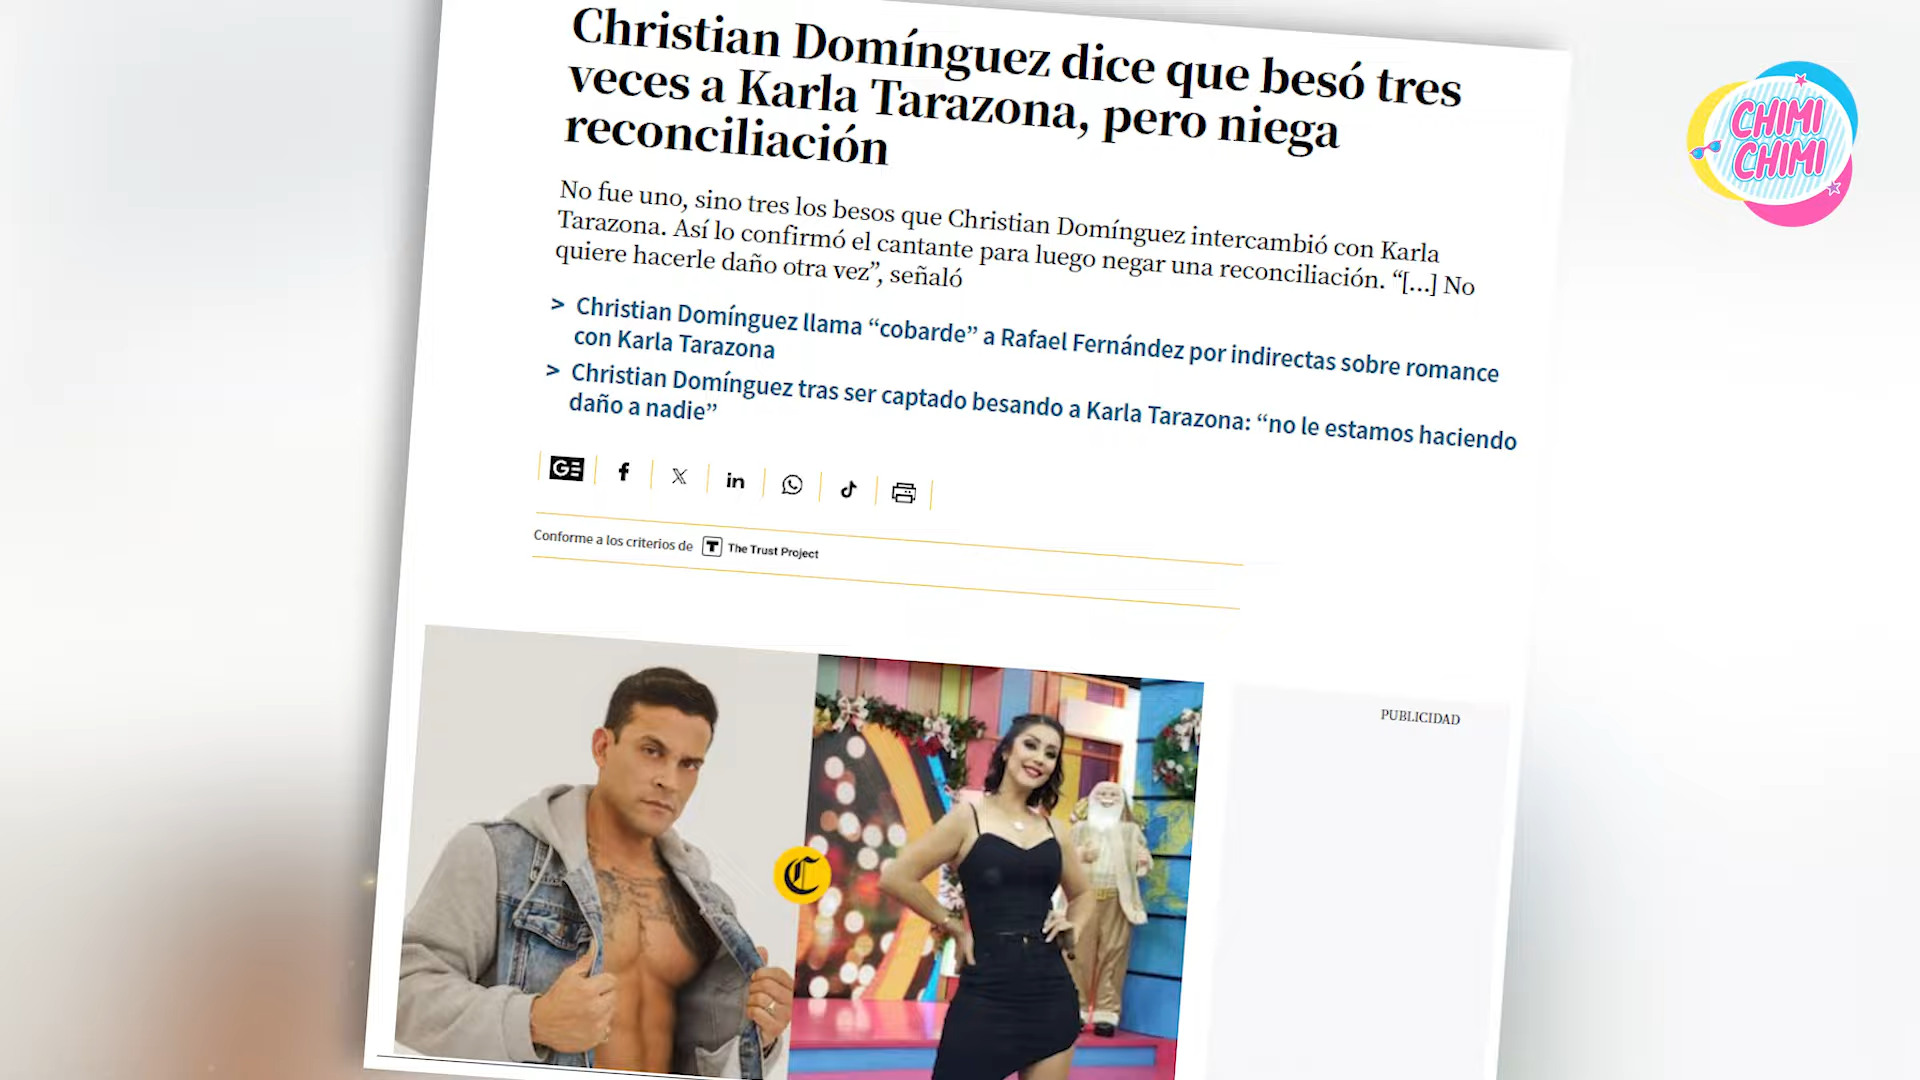 Christian Domínguez dice que besó tres
veces a Karla Tarazona, pero niega
reconciliación
No fue uno, sino tres los besos que Christian Domínguez intercambió con Karla
Tarazona. Así lo confirmó el cantante para luego negar una reconciliación. “[...] No
quiere hacerle daño otra vez”, señaló
> Christian Domínguez llama “cobarde” a Rafael Fernández por indirectas sobre romance
con Karla Tarazona
> Christian Domínguez tras ser captado besando a Karla Tarazona: “no le estamos haciendo
daño a nadie”
Conforme a los criterios de T The Trust Project
PUBLICIDAD
C
CHIMI
CHIMI